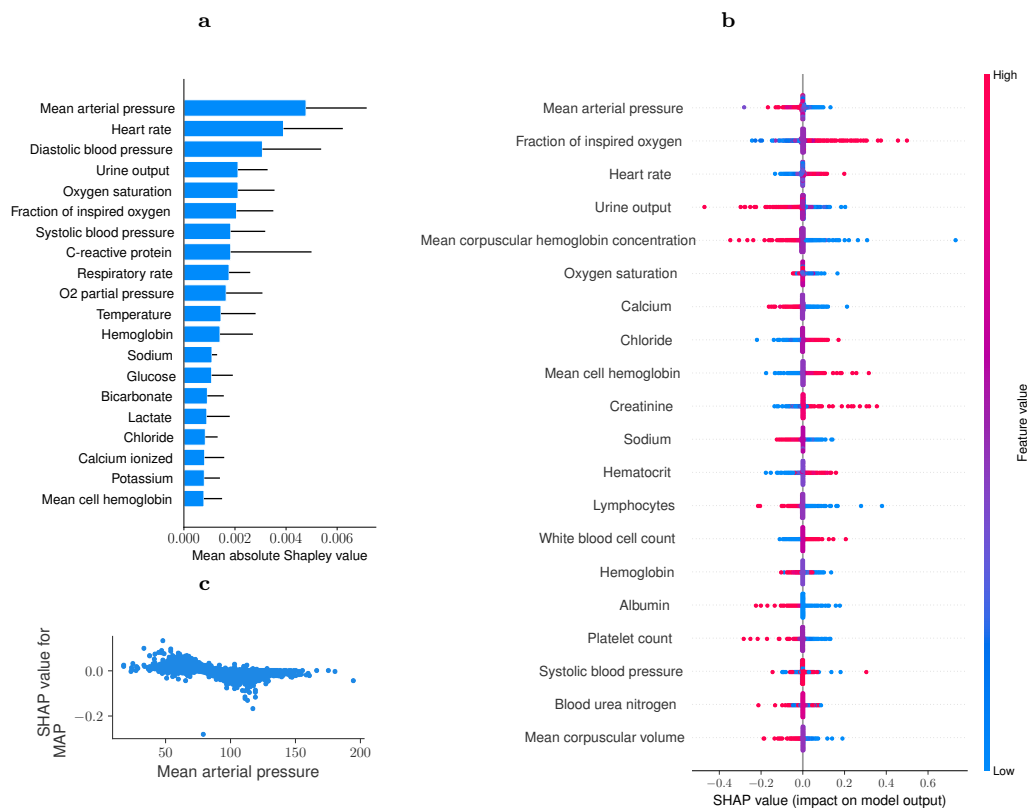 a
Mean arterial pressure
Heart rate
Diastolic blood pressure
Urine output
Oxygen saturation
Fraction of inspired oxygen
Systolic blood pressure
C-reactive protein
Respiratory rate
O2 partial pressure
Temperature
Hemoglobin
Sodium
Glucose
Bicarbonate
Lactate
Chloride
Calcium ionized
Potassium
Mean cell hemoglobin
0.000 0.002 0.004 0.006
Mean absolute Shapley value
b
High
Mean arterial pressure
Fraction of inspired oxygen
Heart rate
Urine output
Mean corpuscular hemoglobin concentration
Oxygen saturation
Calcium
Chloride
Mean cell hemoglobin
Creatinine
Sodium
Hematocrit
Lymphocytes
White blood cell count
Hemoglobin
Albumin
Platelet count
Systolic blood pressure
Blood urea nitrogen
Mean corpuscular volume
Feature value
Low
−0.4 −0.2 0.0 0.2 0.4 0.6
SHAP value (impact on model output)
c
SHAP value for
MAP
0.0
−0.2
50 100 150 200
Mean arterial pressure